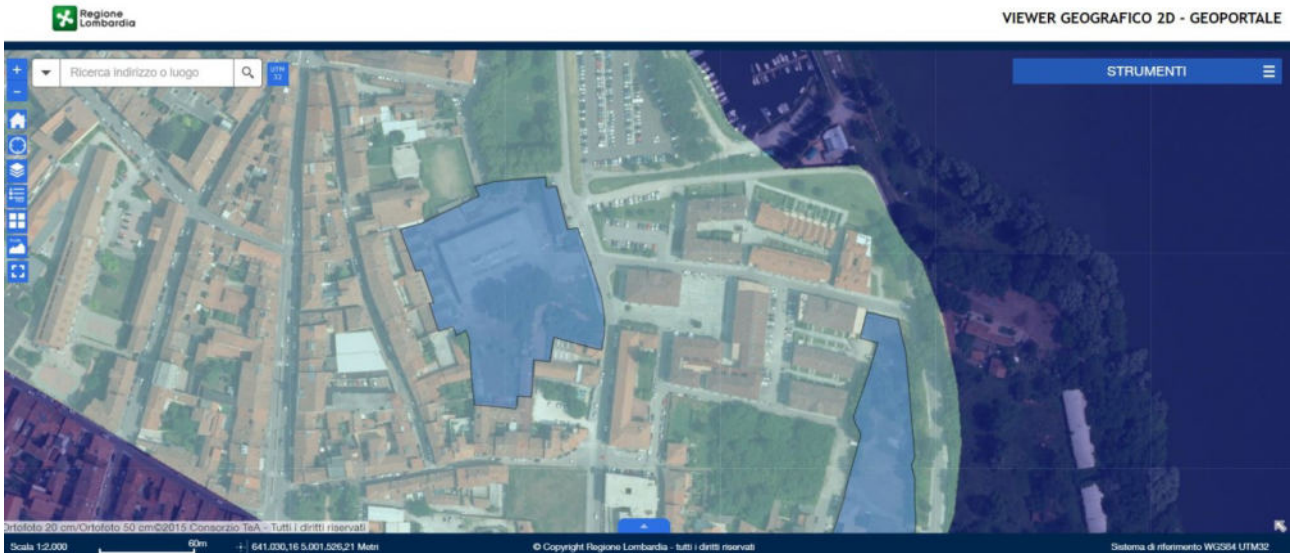 Regione
Lombardia
VIEWER GEOGRAFICO 2D - GEOPORTALE
+
Ricerca indirizzo o luogo
UTM
32
STRUMENTI
-
Ortofoto 20 cm/Ortofoto 50 cm©2015 Consorzio TeA - Tutti i diritti riservati
Scala 1:2.000
60m
641.030,16 5.001.526,21 Metri
© Copyright Regione Lombardia - tutti i diritti riservati
Sistema di riferimento WGS84 UTM32